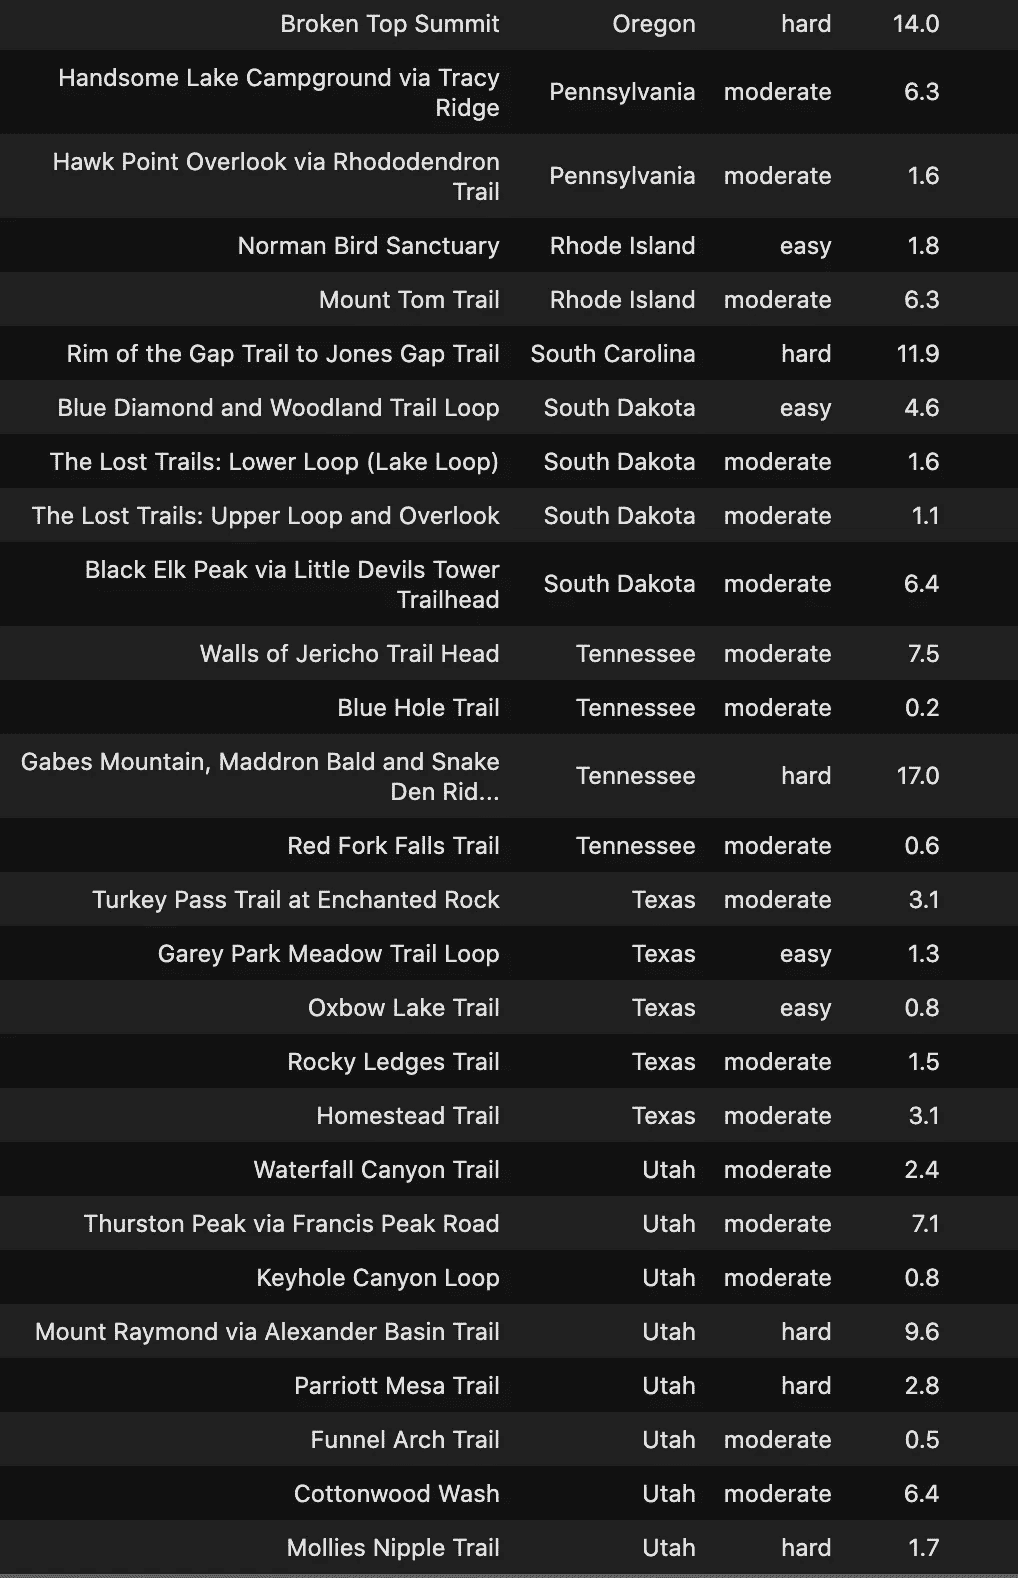 Broken Top Summit Oregon hard 14.0
Handsome Lake Campground via Tracy
Ridge Pennsylvania moderate 6.3
Hawk Point Overlook via Rhododendron
Trail Pennsylvania moderate 1.6
Norman Bird Sanctuary Rhode Island easy 1.8
Mount Tom Trail Rhode Island moderate 6.3
Rim of the Gap Trail to Jones Gap Trail South Carolina hard 11.9
Blue Diamond and Woodland Trail Loop South Dakota easy 4.6
The Lost Trails: Lower Loop (Lake Loop) South Dakota moderate 1.6
The Lost Trails: Upper Loop and Overlook South Dakota moderate 1.1
Black Elk Peak via Little Devils Tower
Trailhead South Dakota moderate 6.4
Walls of Jericho Trail Head Tennessee moderate 7.5
Blue Hole Trail Tennessee moderate 0.2
Gabes Mountain, Maddron Bald and Snake
Den Rid... Tennessee hard 17.0
Red Fork Falls Trail Tennessee moderate 0.6
Turkey Pass Trail at Enchanted Rock Texas moderate 3.1
Garey Park Meadow Trail Loop Texas easy 1.3
Oxbow Lake Trail Texas easy 0.8
Rocky Ledges Trail Texas moderate 1.5
Homestead Trail Texas moderate 3.1
Waterfall Canyon Trail Utah moderate 2.4
Thurston Peak via Francis Peak Road Utah moderate 7.1
Keyhole Canyon Loop Utah moderate 0.8
Mount Raymond via Alexander Basin Trail Utah hard 9.6
Parriott Mesa Trail Utah hard 2.8
Funnel Arch Trail Utah moderate 0.5
Cottonwood Wash Utah moderate 6.4
Mollies Nipple Trail Utah hard 1.7